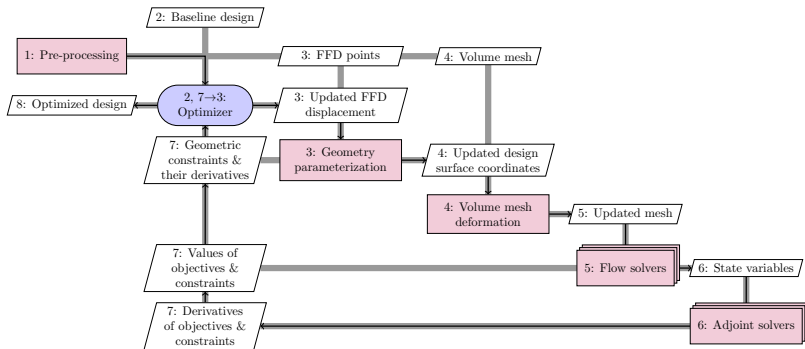 2: Baseline design
1: Pre-processing
3: FFD points
4: Volume mesh
8: Optimized design
2, 7→3:
Optimizer
3: Updated FFD
displacement
7: Geometric
constraints &
their derivatives
3: Geometry
parameterization
4: Updated design
surface coordinates
4: Volume mesh
deformation
5: Updated mesh
7: Values of
objectives &
constraints
5: Flow solvers
6: State variables
7: Derivatives
of objectives &
constraints
6: Adjoint solvers